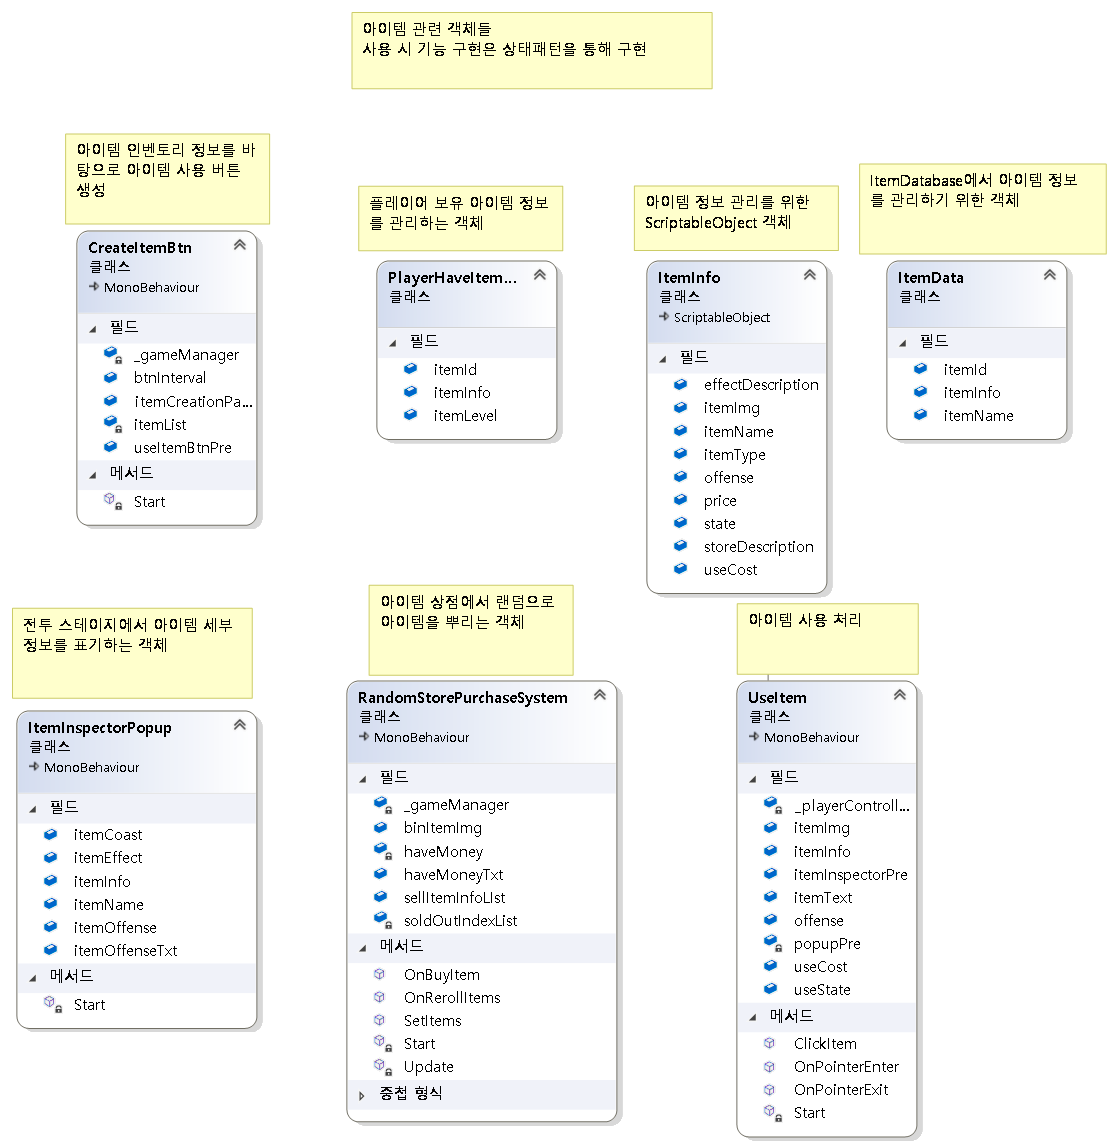 아이템 관련 객체들
사용 시 기능 구현은 상태패턴을 통해 구현
아이템 인벤토리 정보를 바
탕으로 아이템 사용 버튼
생성
CreateItemBtn
클래스
MonoBehaviour
필드
_gameManager
btnInterval
itemCreationPa...
itemList
useItemBtnPre
메서드
Start
플레이어 보유 아이템 정보
를 관리하는 객체
PlayerHaveItem...
클래스
필드
itemId
itemInfo
itemLevel
아이템 정보 관리를 위한
ScriptableObject 객체
ItemInfo
클래스
ScriptableObject
필드
effectDescription
itemImg
itemName
itemType
offense
price
state
storeDescription
useCost
ItemDatabase에서 아이템 정보
를 관리하기 위한 객체
ItemData
클래스
필드
itemId
itemInfo
itemName
전투 스테이지에서 아이템 세부
정보를 표기하는 객체
ItemInspectorPopup
클래스
MonoBehaviour
필드
itemCoast
itemEffect
itemInfo
itemName
itemOffense
itemOffenseTxt
메서드
Start
아이템 상점에서 랜덤으로
아이템을 뿌리는 객체
RandomStorePurchaseSystem
클래스
MonoBehaviour
필드
_gameManager
binItemImg
haveMoney
haveMoneyTxt
sellItemInfoLIst
soldOutIndexList
메서드
OnBuyItem
OnRerollItems
SetItems
Start
Update
중첩 형식
아이템 사용 처리
UseItem
클래스
MonoBehaviour
필드
_playerControll...
itemImg
itemInfo
itemInspectorPre
itemText
offense
popupPre
useCost
useState
메서드
ClickItem
OnPointerEnter
OnPointerExit
Start